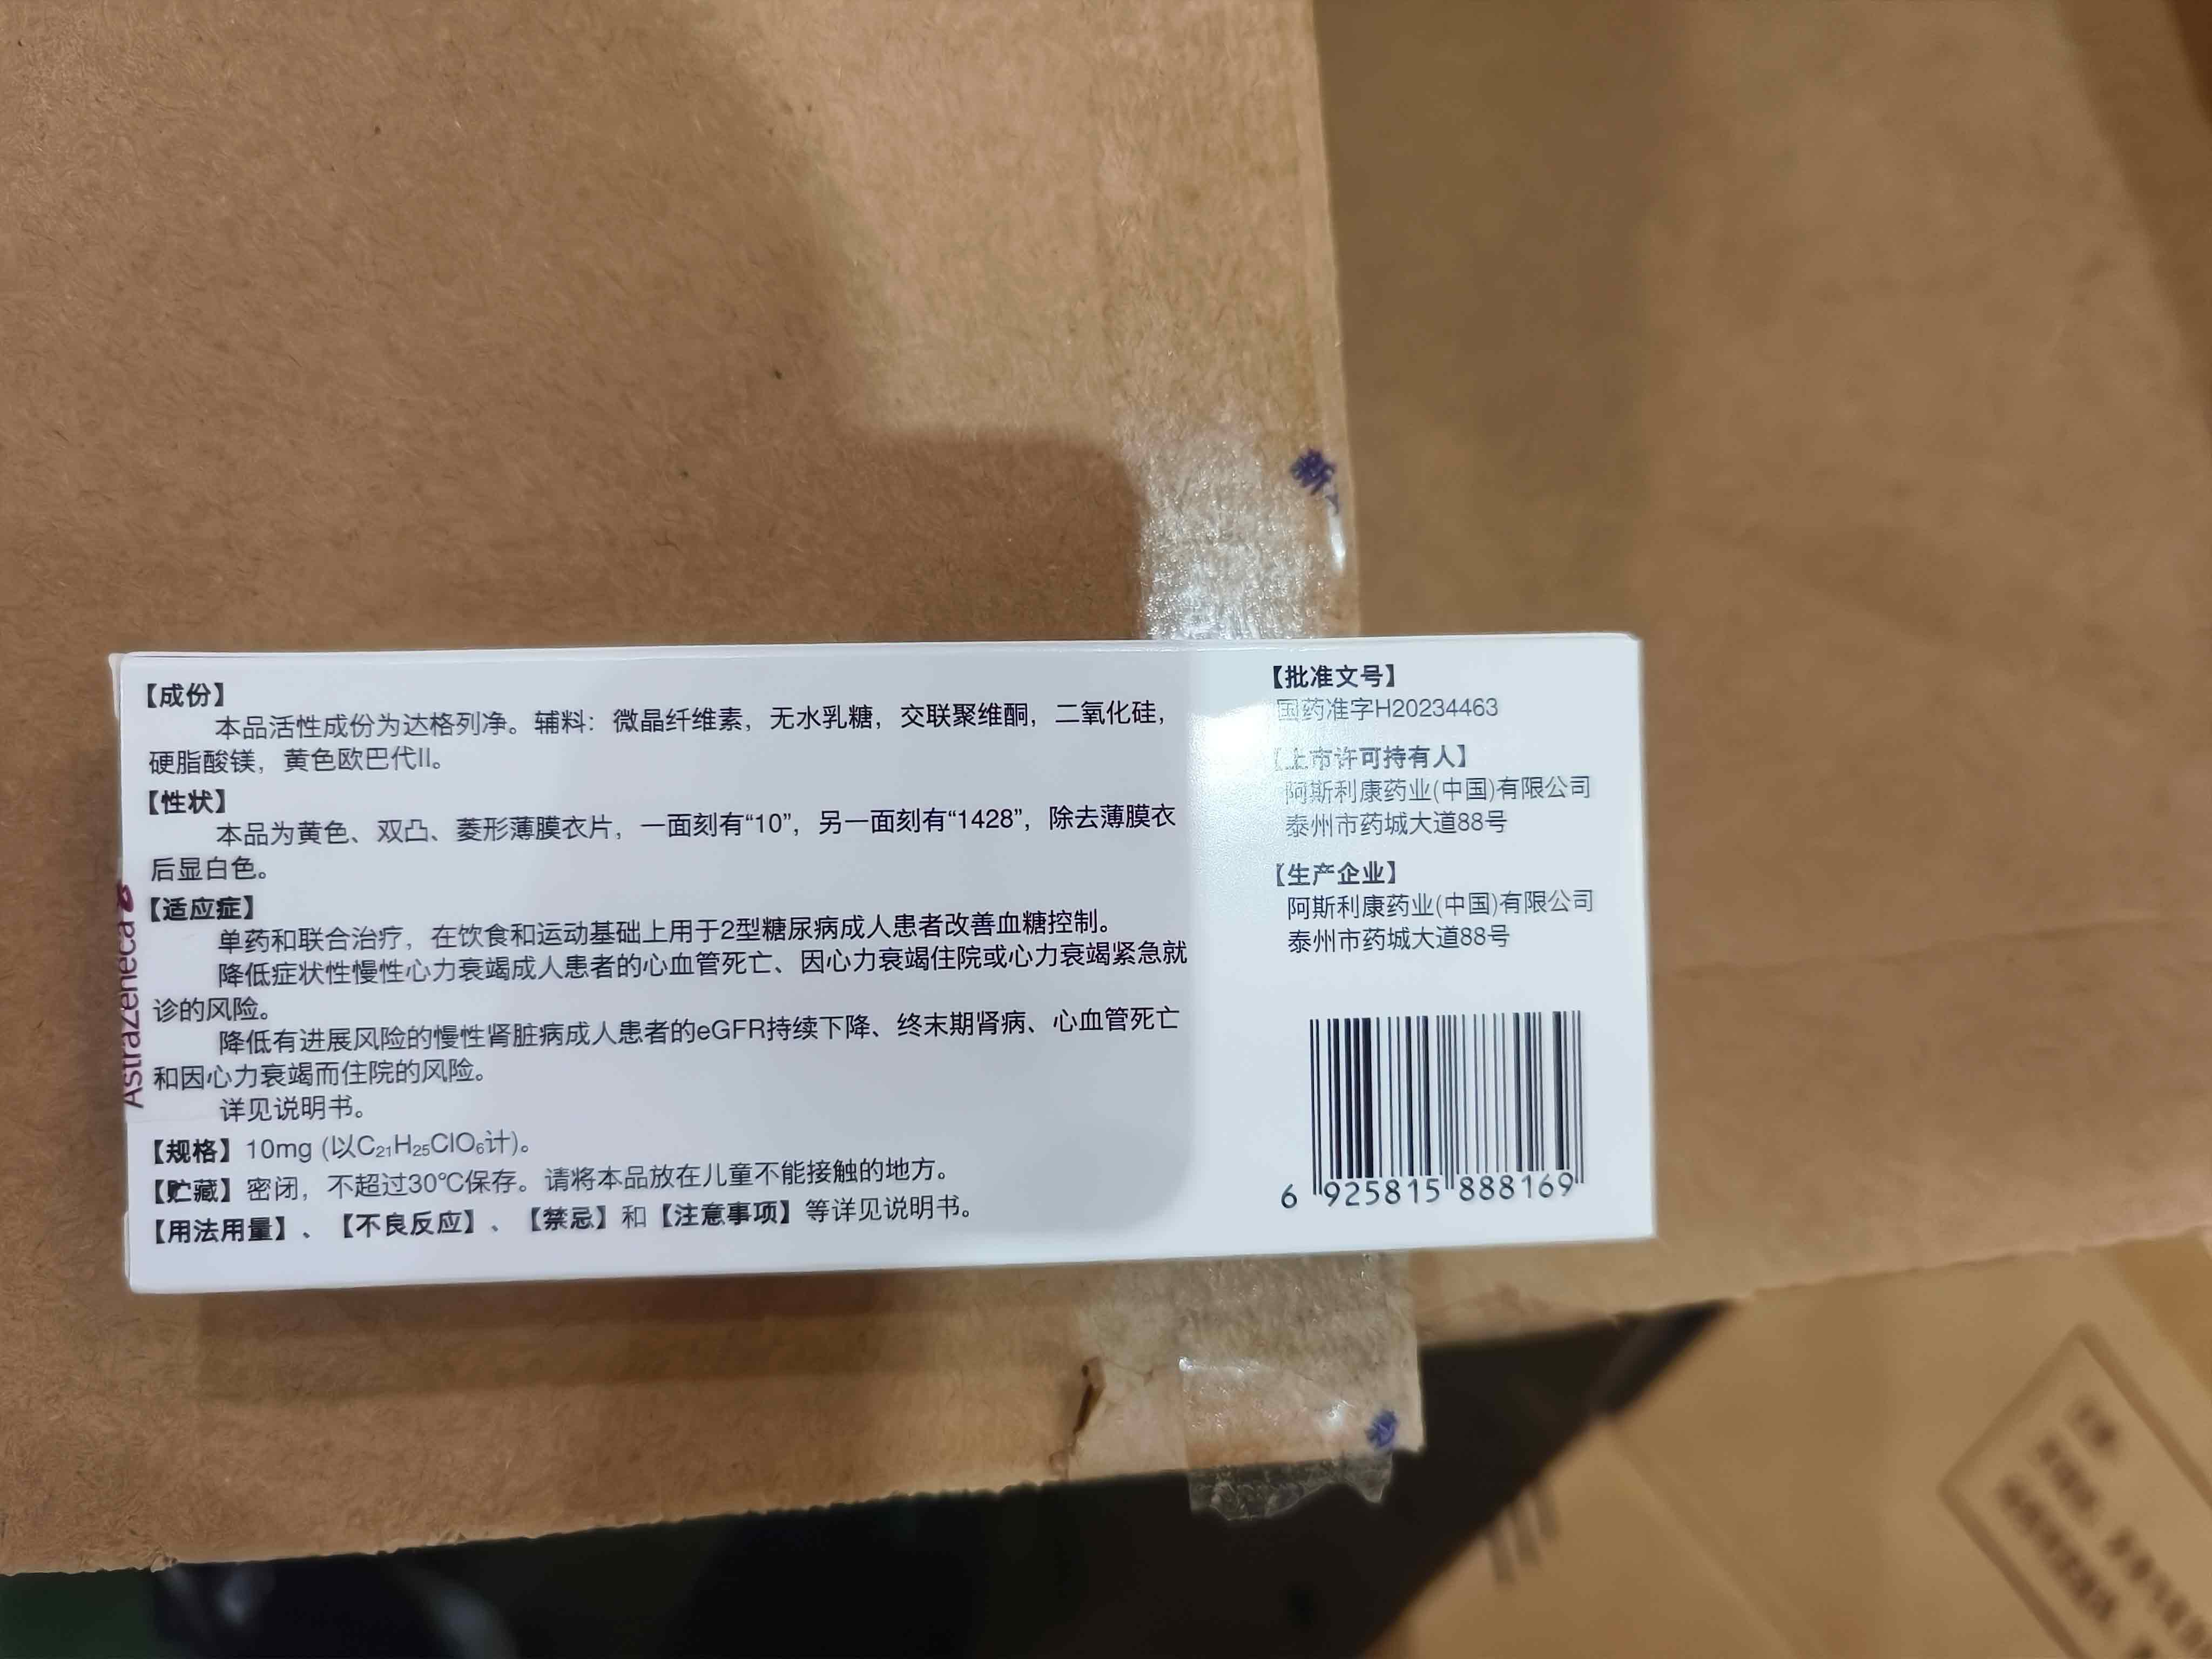 【成份】
本品活性成份为达格列净。辅料：微晶纤维素，无水乳糖，交联聚维酮，二氧化硅，
硬脂酸镁，黄色欧巴代II。
【性状】
本品为黄色、双凸、菱形薄膜衣片，一面刻有“10”，另一面刻有“1428”，除去薄膜衣
后显白色。
【适应症】
单药和联合治疗，在饮食和运动基础上用于2型糖尿病成人患者改善血糖控制。
降低症状性慢性心力衰竭成人患者的心血管死亡、因心力衰竭住院或心力衰竭紧急就
诊的风险。
降低有进展风险的慢性肾脏病成人患者的eGFR持续下降、终末期肾病、心血管死亡
和因心力衰竭而住院的风险。
详见说明书。
【规格】10mg (以C₂₁H₂₅ClO₆计)。
【贮藏】密闭，不超过30℃保存。请将本品放在儿童不能接触的地方。
【用法用量】、【不良反应】、【禁忌】和【注意事项】等详见说明书。
【批准文号】
国药准字H20234463
【上市许可持有人】
阿斯利康药业(中国)有限公司
泰州市药城大道88号
【生产企业】
阿斯利康药业(中国)有限公司
泰州市药城大道88号
6 925815 888169
AstraZeneca